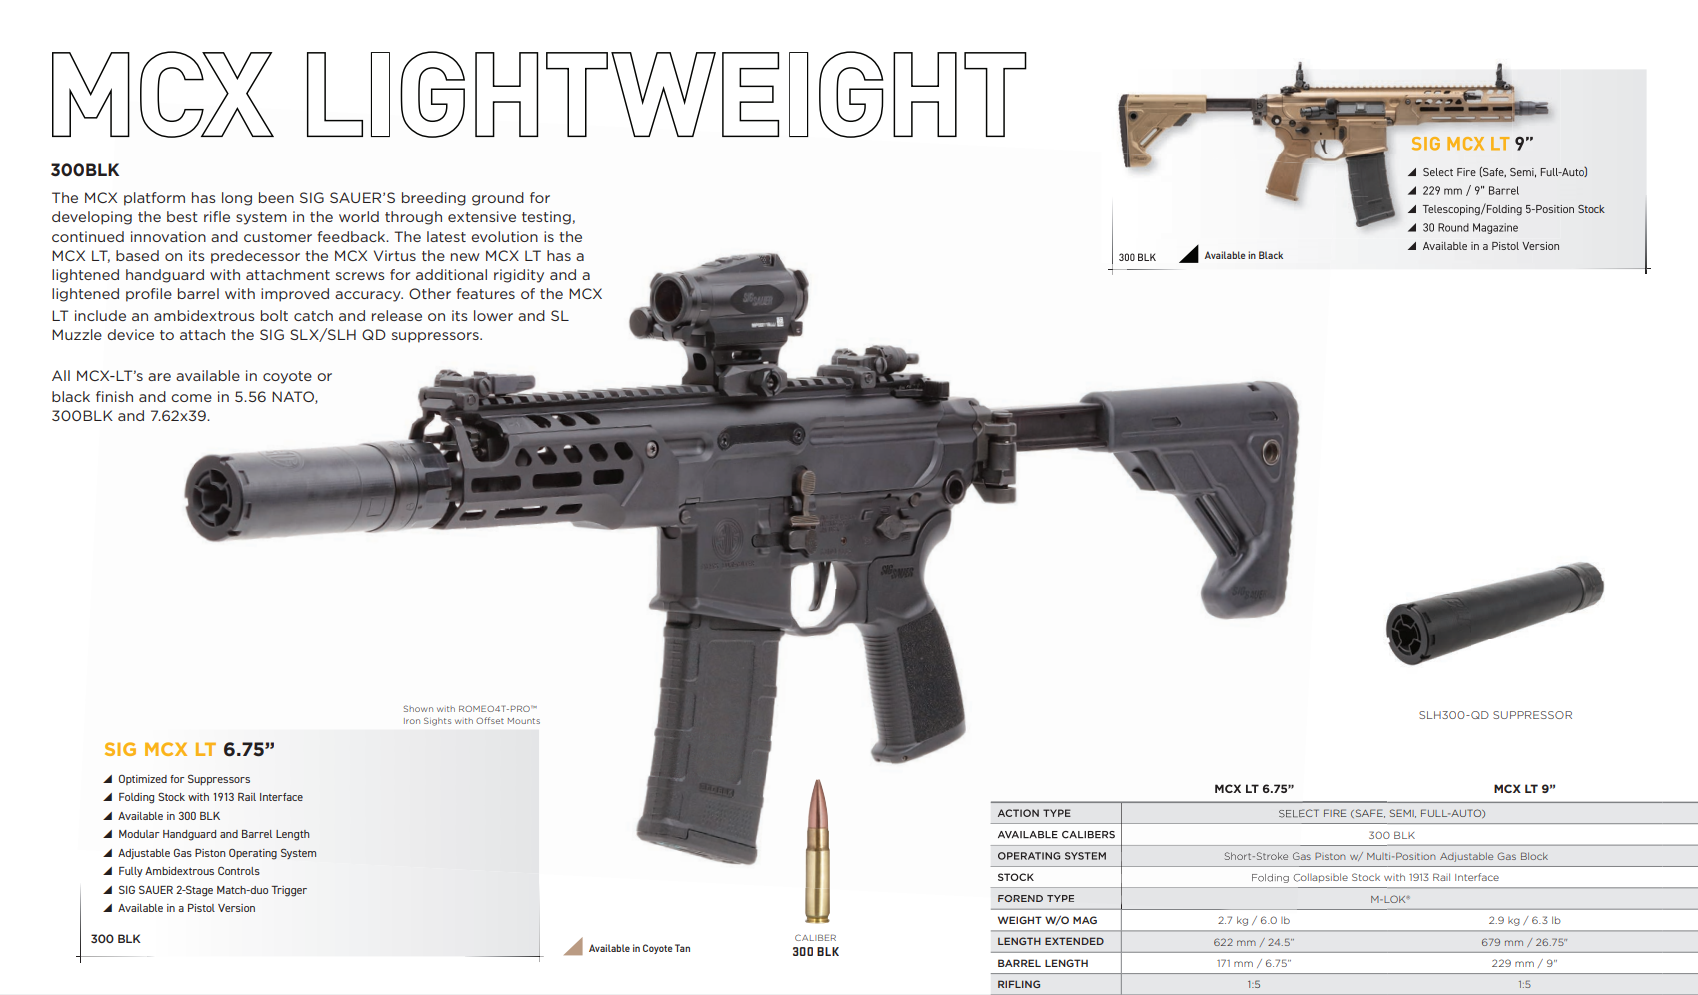 MCX LIGHTWEIGHT
300BLK
The MCX platform has long been SIG SAUER'S breeding ground for
developing the best rifle system in the world through extensive testing,
continued innovation and customer feedback. The latest evolution is the
MCX LT, based on its predecessor the MCX Virtus the new MCX LT has a
lightened handguard with attachment screws for additional rigidity and a
lightened profile barrel with improved accuracy. Other features of the MCX
LT include an ambidextrous bolt catch and release on its lower and SL
Muzzle device to attach the SIG SLX/SLH QD suppressors.
All MCX-LT's are available in coyote or
black finish and come in 5.56 NATO,
300BLK and 7.62x39.
SIG MCX LT 9”
Select Fire (Safe, Semi, Full-Auto)
229 mm / 9” Barrel
Telescoping/Folding 5-Position Stock
30 Round Magazine
Available in a Pistol Version
300 BLK
Available in Black
SIG SAUER
SIG SAUER
Shown with ROMEO4T-PRO™
Iron Sights with Offset Mounts
SIG MCX LT 6.75”
Optimized for Suppressors
Folding Stock with 1913 Rail Interface
Available in 300 BLK
Modular Handguard and Barrel Length
Adjustable Gas Piston Operating System
Fully Ambidextrous Controls
SIG SAUER 2-Stage Match-duo Trigger
Available in a Pistol Version
300 BLK
Available in Coyote Tan
CALIBER
300 BLK
SLH300-QD SUPPRESSOR
MCX LT 6.75” MCX LT 9”
ACTION TYPE SELECT FIRE (SAFE, SEMI, FULL-AUTO)
AVAILABLE CALIBERS 300 BLK
OPERATING SYSTEM Short-Stroke Gas Piston w/ Multi-Position Adjustable Gas Block
STOCK Folding Collapsible Stock with 1913 Rail Interface
FOREND TYPE M-LOK®
WEIGHT W/O MAG 2.7 kg / 6.0 lb 2.9 kg / 6.3 lb
LENGTH EXTENDED 622 mm / 24.5” 679 mm / 26.75”
BARREL LENGTH 171 mm / 6.75” 229 mm / 9”
RIFLING 1:5 1:5